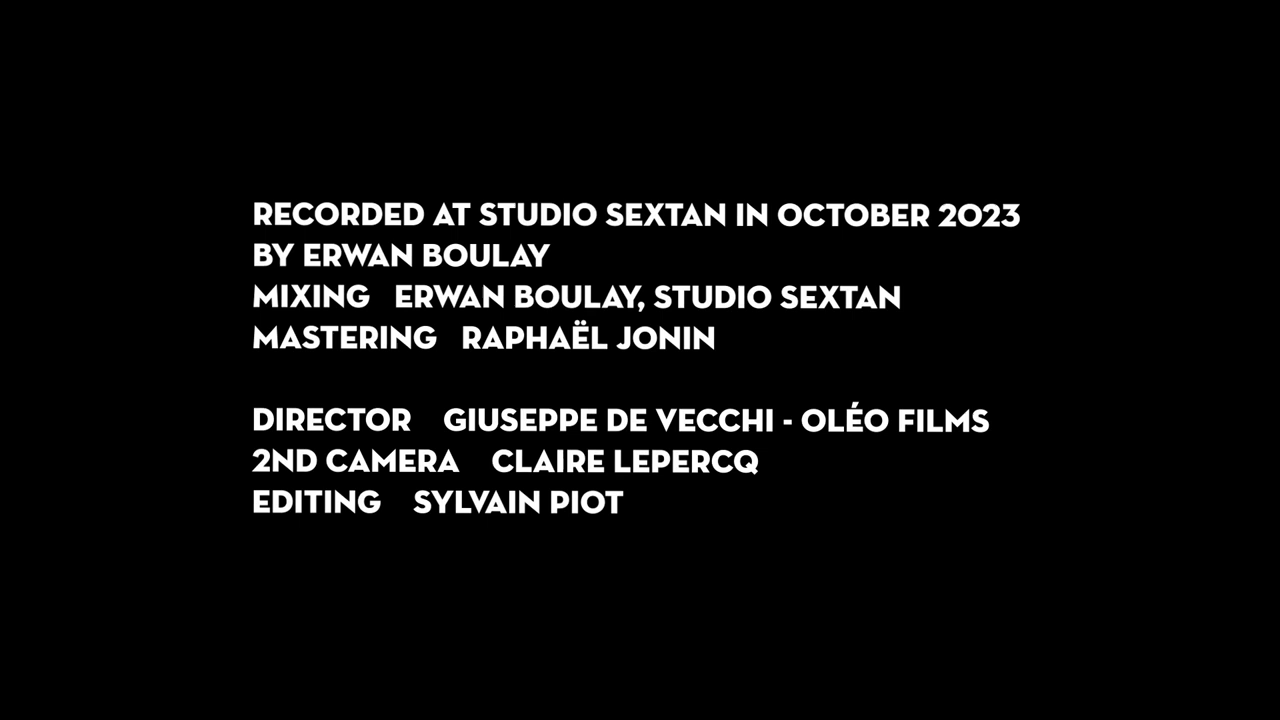 RECORDED AT STUDIO SEXTAN IN OCTOBER 2023
BY ERWAN BOULAY
MIXING ERWAN BOULAY, STUDIO SEXTAN
MASTERING RAPHAËL JONIN
DIRECTOR GIUSEPPE DE VECCHI - OLÉO FILMS
2ND CAMERA CLAIRE LEPERCQ
EDITING SYLVAIN PIOT